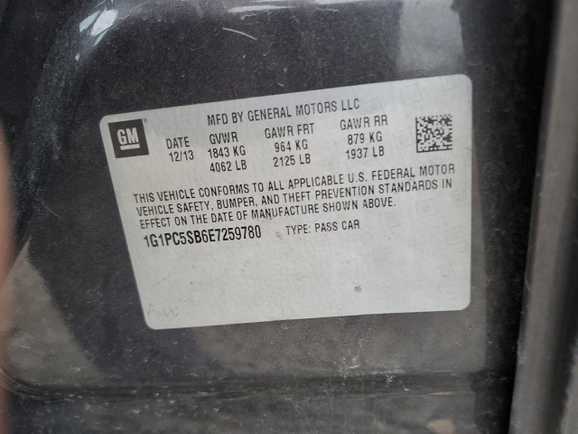 MFD BY GENERAL MOTORS LLC
GM
DATE GVWR GAWR FRT GAWR RR
12/13 1843 KG 964 KG 879 KG
4062 LB 2125 LB 1937 LB
THIS VEHICLE CONFORMS TO ALL APPLICABLE U.S. FEDERAL MOTOR
VEHICLE SAFETY, BUMPER, AND THEFT PREVENTION STANDARDS IN
EFFECT ON THE DATE OF MANUFACTURE SHOWN ABOVE.
1G1PC5SB6E7259780 TYPE: PASS CAR